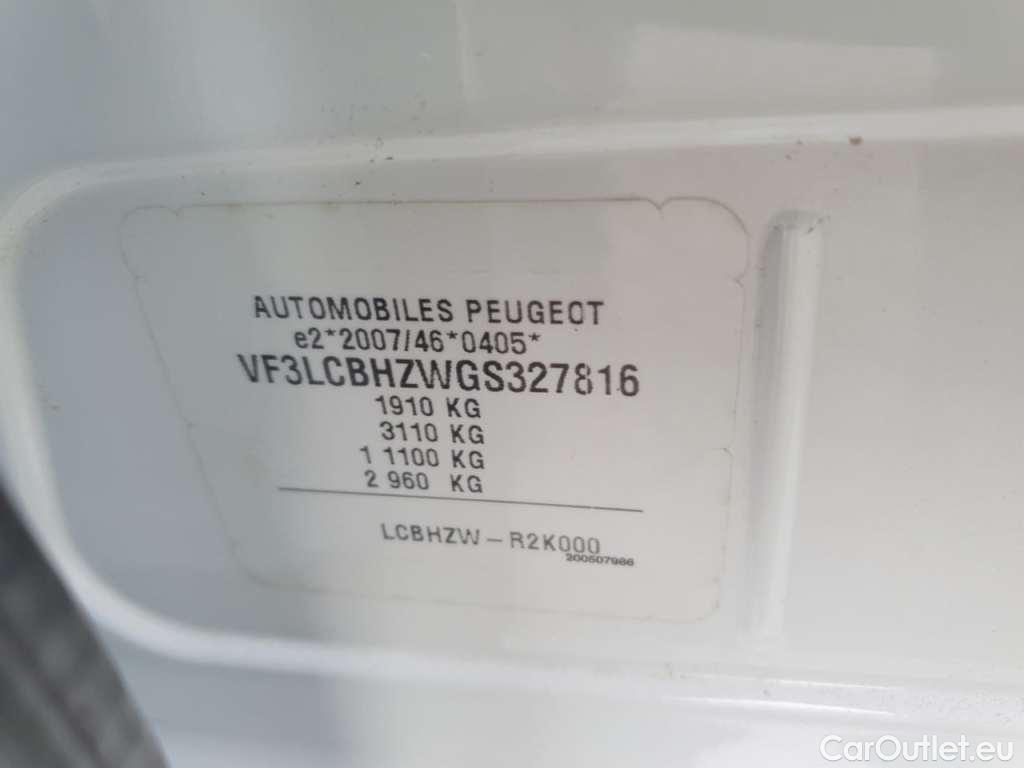 AUTOMOBILES PEUGEOT
e2*2007/46*0405*
VF3LCBHZWGS327816
1910 KG
3110 KG
1 1100 KG
2 960 KG
LCBHZW – R2K000
200507986
CarOutlet.eu